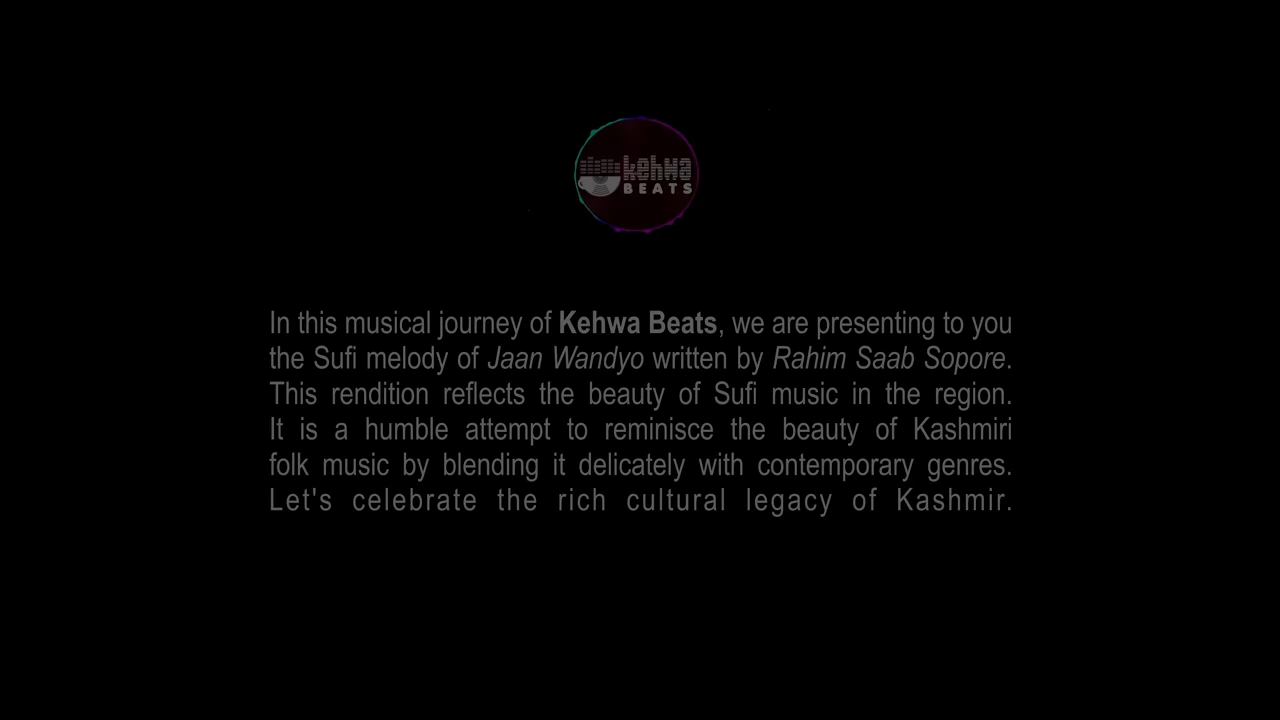 kehwa
BEATS
In this musical journey of Kehwa Beats, we are presenting to you
the Sufi melody of Jaan Wandyo written by Rahim Saab Sopore.
This rendition reflects the beauty of Sufi music in the region.
It is a humble attempt to reminisce the beauty of Kashmiri
folk music by blending it delicately with contemporary genres.
Let's celebrate the rich cultural legacy of Kashmir.